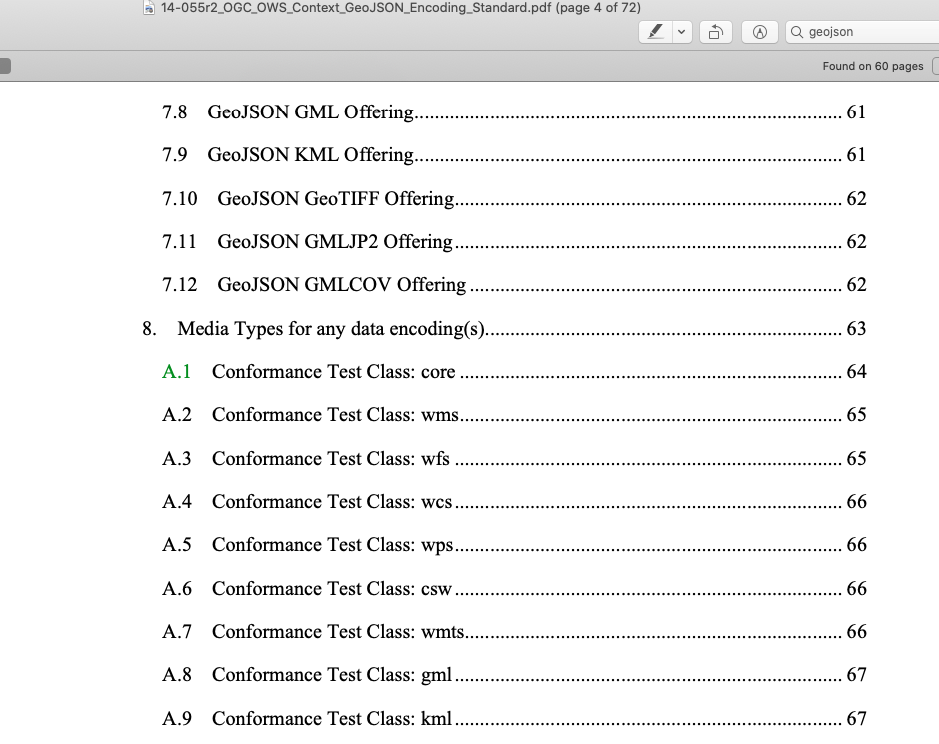 14-055r2_OGC_OWS_Context_GeoJSON_Encoding_Standard.pdf (page 4 of 72)
geojson
Found on 60 pages
7.8 GeoJSON GML Offering.................................................................................... 61
7.9 GeoJSON KML Offering.................................................................................... 61
7.10 GeoJSON GeoTIFF Offering............................................................................ 62
7.11 GeoJSON GMLJP2 Offering............................................................................ 62
7.12 GeoJSON GMLCOV Offering ......................................................................... 62
8. Media Types for any data encoding(s)..................................................................... 63
A.1 Conformance Test Class: core ........................................................................... 64
A.2 Conformance Test Class: wms........................................................................... 65
A.3 Conformance Test Class: wfs ............................................................................ 65
A.4 Conformance Test Class: wcs............................................................................ 66
A.5 Conformance Test Class: wps............................................................................ 66
A.6 Conformance Test Class: csw............................................................................ 66
A.7 Conformance Test Class: wmts.......................................................................... 66
A.8 Conformance Test Class: gml............................................................................ 67
A.9 Conformance Test Class: kml............................................................................ 67